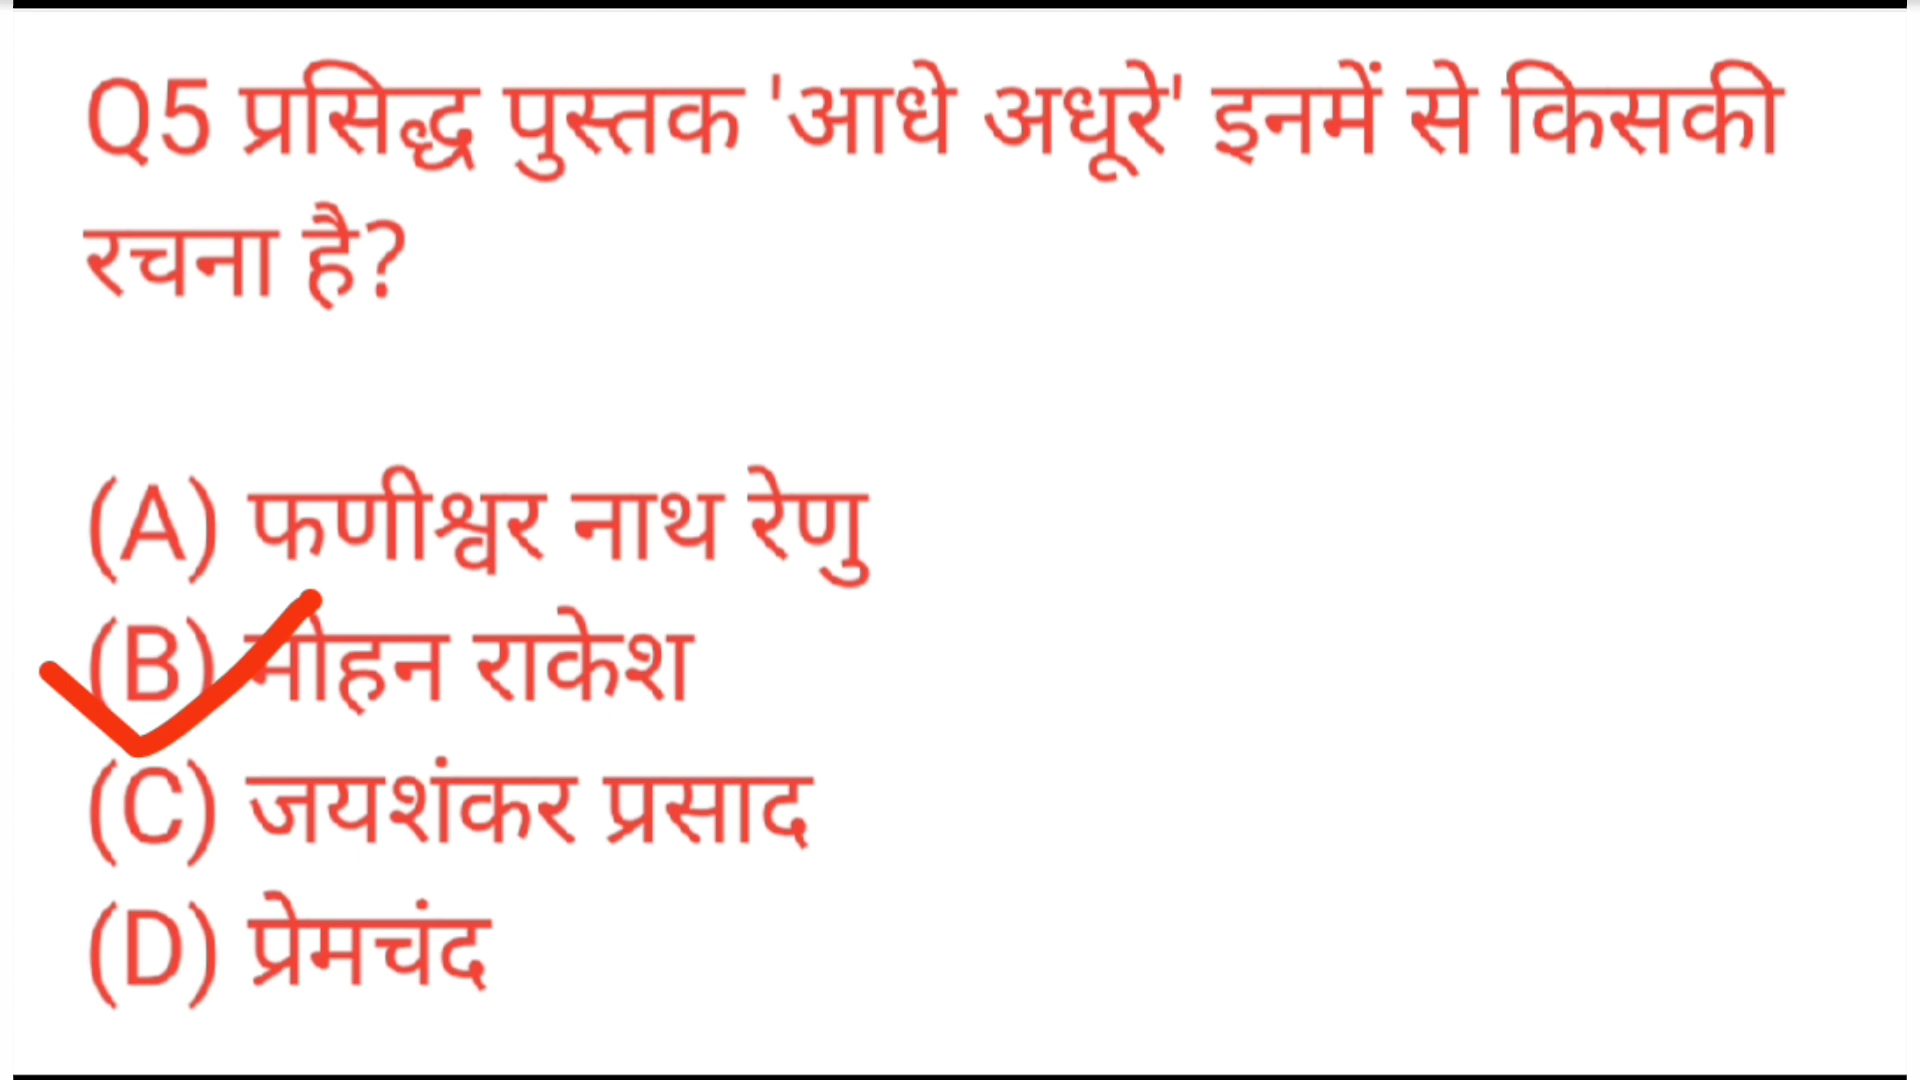 Q5 प्रसिद्ध पुस्तक 'आधे अधूरे' इनमें से किसकी
रचना है?
(A) फणीश्वर नाथ रेणु
(B) मोहन राकेश
(C) जयशंकर प्रसाद
(D) प्रेमचंद